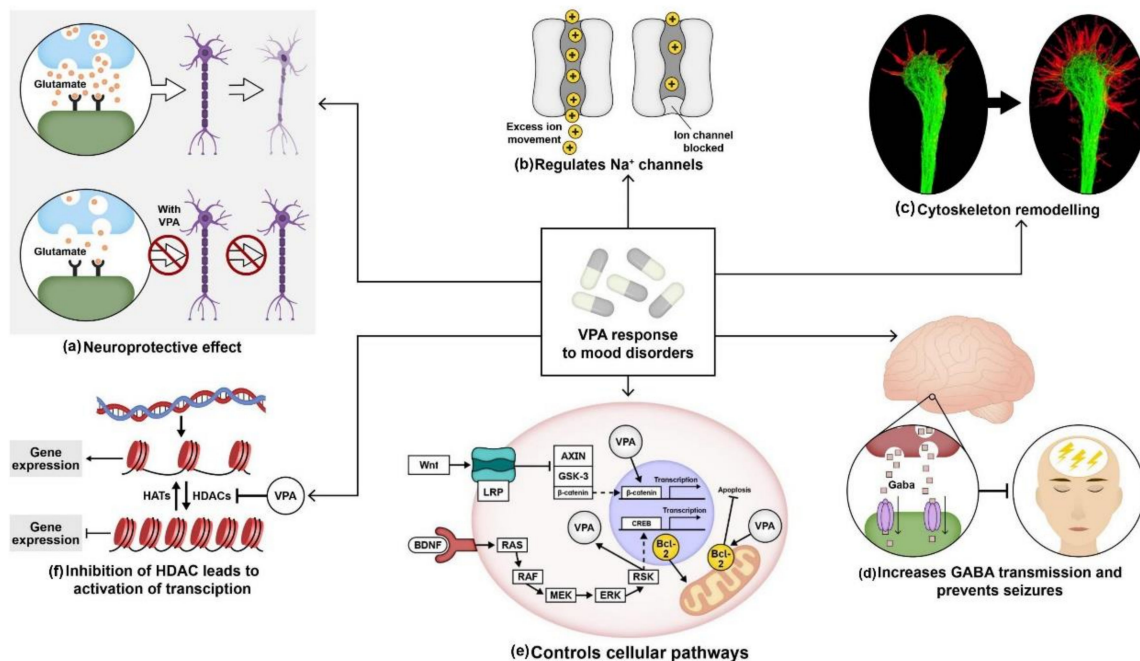 Glutamate
Glutamate
With
VPA
(a) Neuroprotective effect
Excess ion
movement
Ion channel
blocked
(b) Regulates Na⁺ channels
(c) Cytoskeleton remodelling
VPA response
to mood disorders
Gaba
(d) Increases GABA transmission and
prevents seizures
Wnt
LRP
AXIN
GSK-3
β-catenin
VPA
β-catenin
Transcription
CREB
Transcription
Apoptosis
VPA
VPA
Bcl-
2
Bcl-
2
BDNF
RAS
RAF
MEK
ERK
RSK
(e) Controls cellular pathways
Gene
expression
HATs
HDACs
VPA
Gene
expression
(f) Inhibition of HDAC leads to
activation of transciption